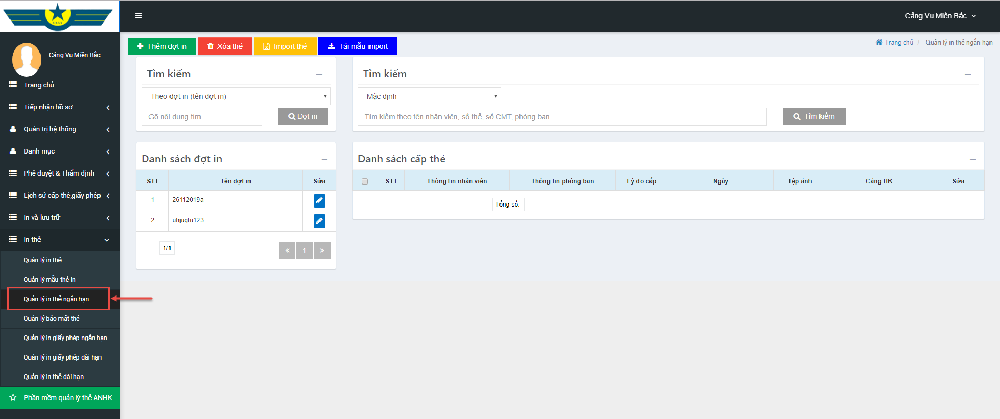 Cảng Vụ Miền Bắc
Cảng Vụ Miền Bắc
Trang chủ
Tiếp nhận hồ sơ
Quản trị hệ thống
Danh mục
Phê duyệt & Thẩm định
Lịch sử cấp thẻ,giấy phép
In và lưu trữ
In thẻ
Quản lý in thẻ
Quản lý mẫu thẻ in
Quản lý in thẻ ngắn hạn
Quản lý báo mất thẻ
Quản lý in giấy phép ngắn hạn
Quản lý in giấy phép dài hạn
Quản lý in thẻ dài hạn
Phần mềm quản lý thẻ ANHK
Thêm đợt in Xóa thẻ Import thẻ Tải mẫu import
Trang chủ / Quản lý in thẻ ngắn hạn
Tìm kiếm
Theo đợt in (tên đợt in)
Gõ nội dung tìm... Đợt in
Tìm kiếm
Mặc định
Tìm kiếm theo tên nhân viên, số thẻ, số CMT, phòng ban... Tìm kiếm
Danh sách đợt in
STT Tên đợt in Sửa
1 26112019a
2 uhjugtu123
1/1 « 1 »
Danh sách cấp thẻ
STT Thông tin nhân viên Thông tin phòng ban Lý do cấp Ngày Tệp ảnh Cảng HK Sửa
Tổng số: